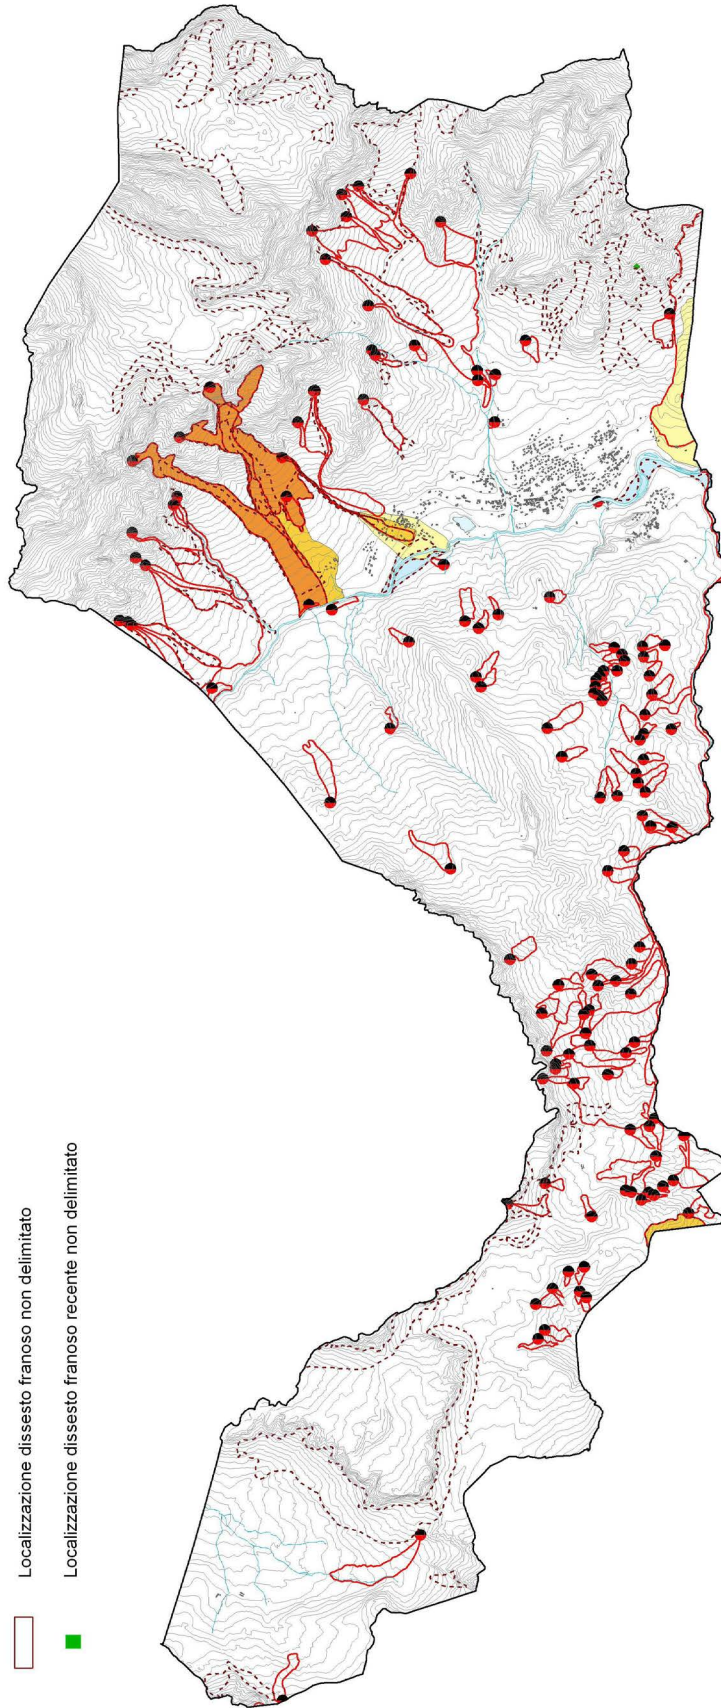 Localizzazione dissesto franoso non delimitato
Localizzazione dissesto franoso recente non delimitato